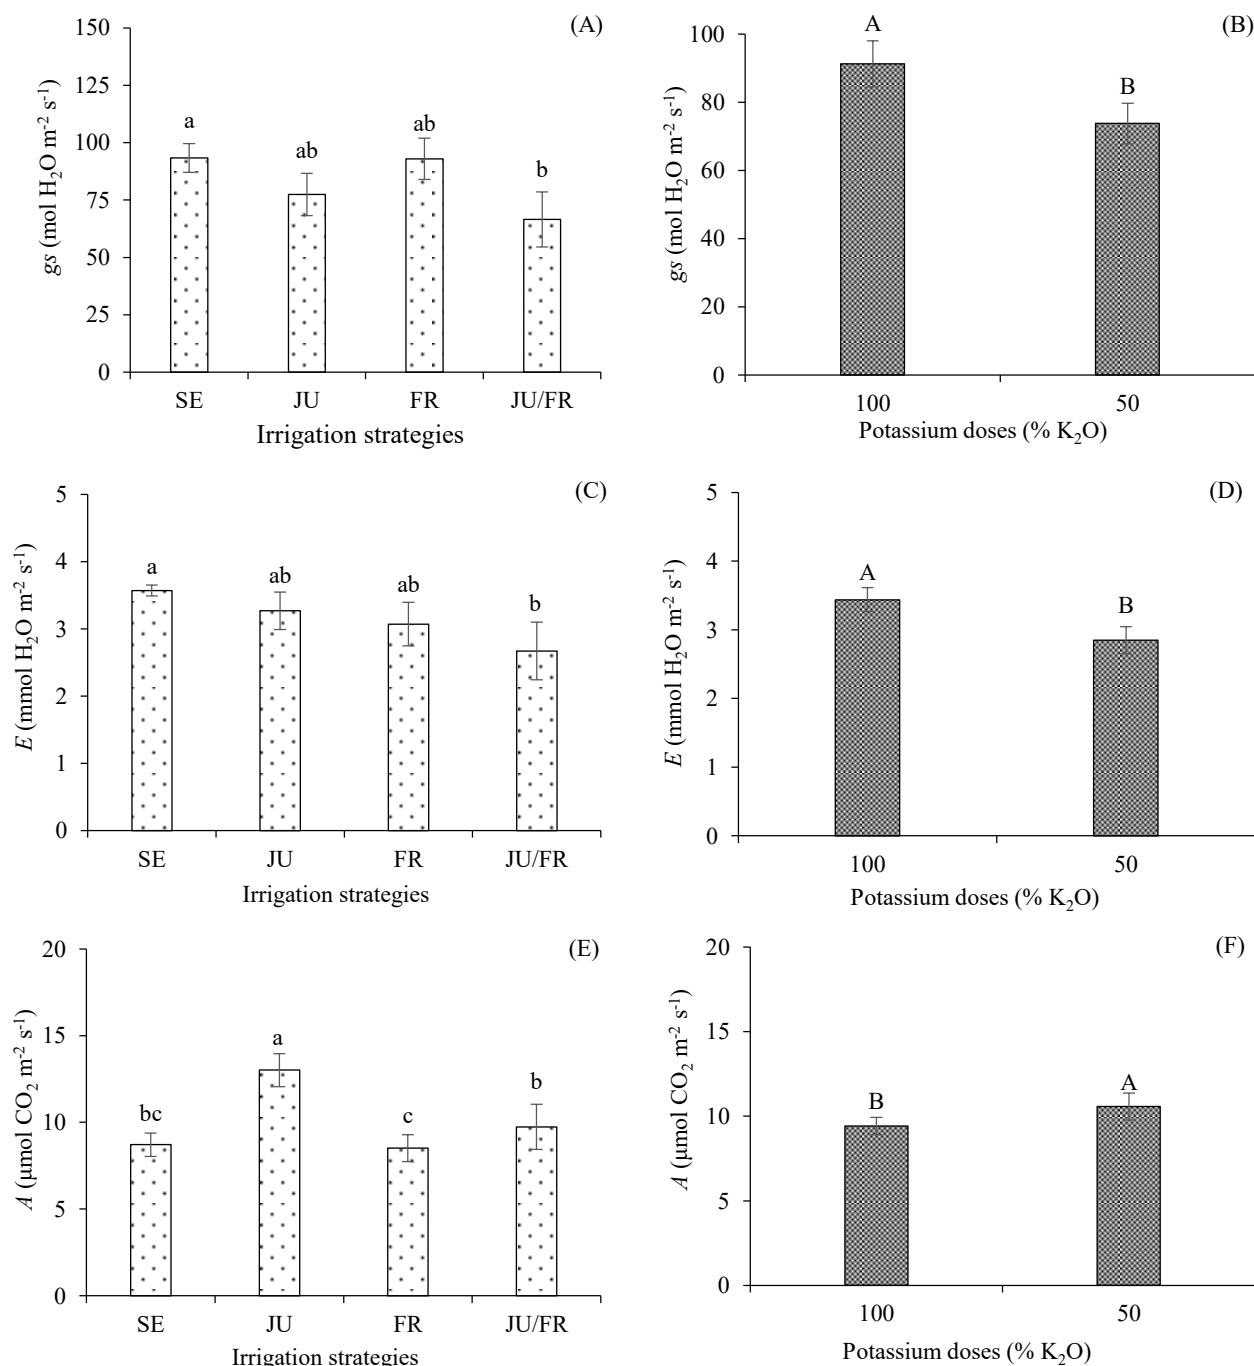 (A)
gs (mol H₂O m⁻² s⁻¹)
150
125
100
75
50
25
0
a
ab
ab
b
SE JU FR JU/FR
Irrigation strategies
(B)
gs (mol H₂O m⁻² s⁻¹)
100
80
60
40
20
0
A
B
100 50
Potassium doses (% K₂O)
(C)
E (mmol H₂O m⁻² s⁻¹)
5
4
3
2
1
0
a
ab
ab
b
SE JU FR JU/FR
Irrigation strategies
(D)
E (mmol H₂O m⁻² s⁻¹)
5
4
3
2
1
0
A
B
100 50
Potassium doses (% K₂O)
(E)
A (µmol CO₂ m⁻² s⁻¹)
20
15
10
5
0
bc
a
c
b
SE JU FR JU/FR
Irrigation strategies
(F)
A (µmol CO₂ m⁻² s⁻¹)
20
15
10
5
0
B
A
100 50
Potassium doses (% K₂O)